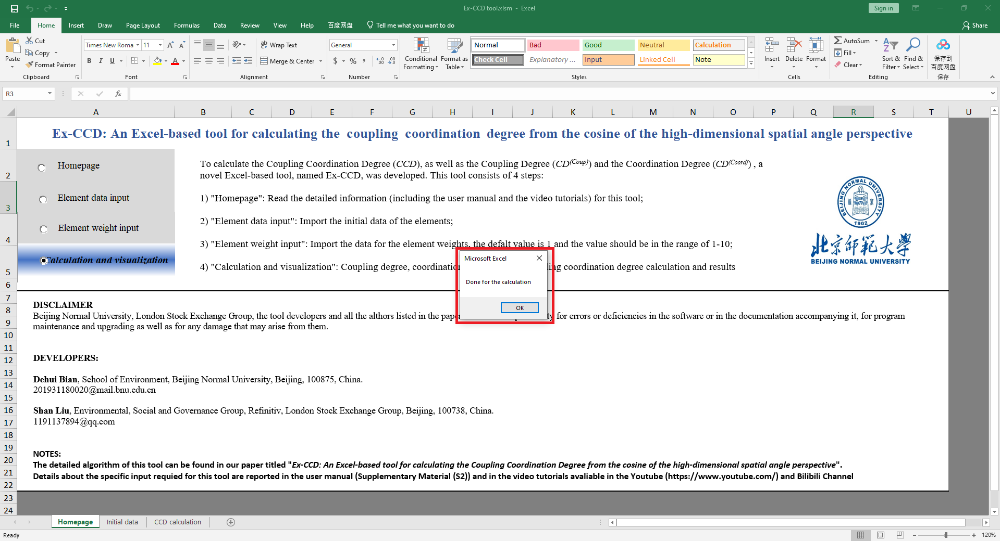 Ex-CCD tool.xlsm - Excel
Sign in
File Home Insert Draw Page Layout Formulas Data Review View Help 百度网盘 Tell me what you want to do Share
Paste
Cut
Copy
Format Painter
Clipboard
Times New Roma 11
B I U
Font
Wrap Text
Merge & Center
Alignment
General
$ % ,
Number
Conditional Formatting
Format as Table
Normal Bad Good Neutral Calculation
Check Cell Explanatory ... Input Linked Cell Note
Styles
Insert Delete Format
Cells
AutoSum
Fill
Clear
Sort & Filter
Find & Select
Editing
保存到
百度网盘
保存
R3
fx
A B C D E F G H I J K L M N O P Q R S T U
1
2
3
4
5
6
7
8
9
10
11
12
13
14
15
16
17
18
19
20
21
22
23
24
Ex-CCD: An Excel-based tool for calculating the coupling coordination degree from the cosine of the high-dimensional spatial angle perspective
Homepage
Element data input
Element weight input
Calculation and visualization
To calculate the Coupling Coordination Degree (CCD), as well as the Coupling Degree (CD(Coup)) and the Coordination Degree (CD(Coord)) , a
novel Excel-based tool, named Ex-CCD, was developed. This tool consists of 4 steps:
1) "Homepage": Read the detailed information (including the user manual and the video tutorials) for this tool;
2) "Element data input": Import the initial data of the elements;
3) "Element weight input": Import the data for the element weights, the defalt value is 1 and the value should be in the range of 1-10;
4) "Calculation and visualization": Coupling degree, coordination ing coordination degree calculation and results
BEIJING NORMAL UNIVERSITY
1902
北京师範大学
BEIJING NORMAL UNIVERSITY
Microsoft Excel
Done for the calculation
OK
DISCLAIMER
Beijing Normal University, London Stock Exchange Group, the tool developers and all the althors listed in the pap ty for errors or deficiencies in the software or in the documentation accompanying it, for program
maintenance and upgrading as well as for any damage that may arise from them.
DEVELOPERS:
Dehui Bian, School of Environment, Beijing Normal University, Beijing, 100875, China.
201931180020@mail.bnu.edu.cn
Shan Liu, Environmental, Social and Governance Group, Refinitiv, London Stock Exchange Group, Beijing, 100738, China.
1191137894@qq.com
NOTES:
The detailed algorithm of this tool can be found in our paper titled "Ex-CCD: An Excel-based tool for calculating the Coupling Coordination Degree from the cosine of the high-dimensional spatial angle perspective".
Details about the specific input requied for this tool are reported in the user manual (Supplementary Material (S2)) and in the video tutorials avaliable in the Youtube (https://www.youtube.com/) and Bilibili Channel
Homepage Initial data CCD calculation
Ready
120%